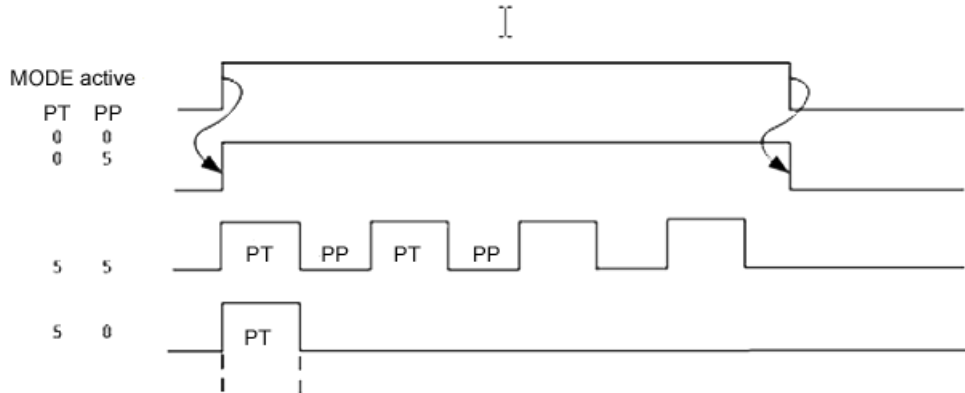 MODE active
PT PP
0 0
0 5
5 5 PT PP PT PP
5 0 PT